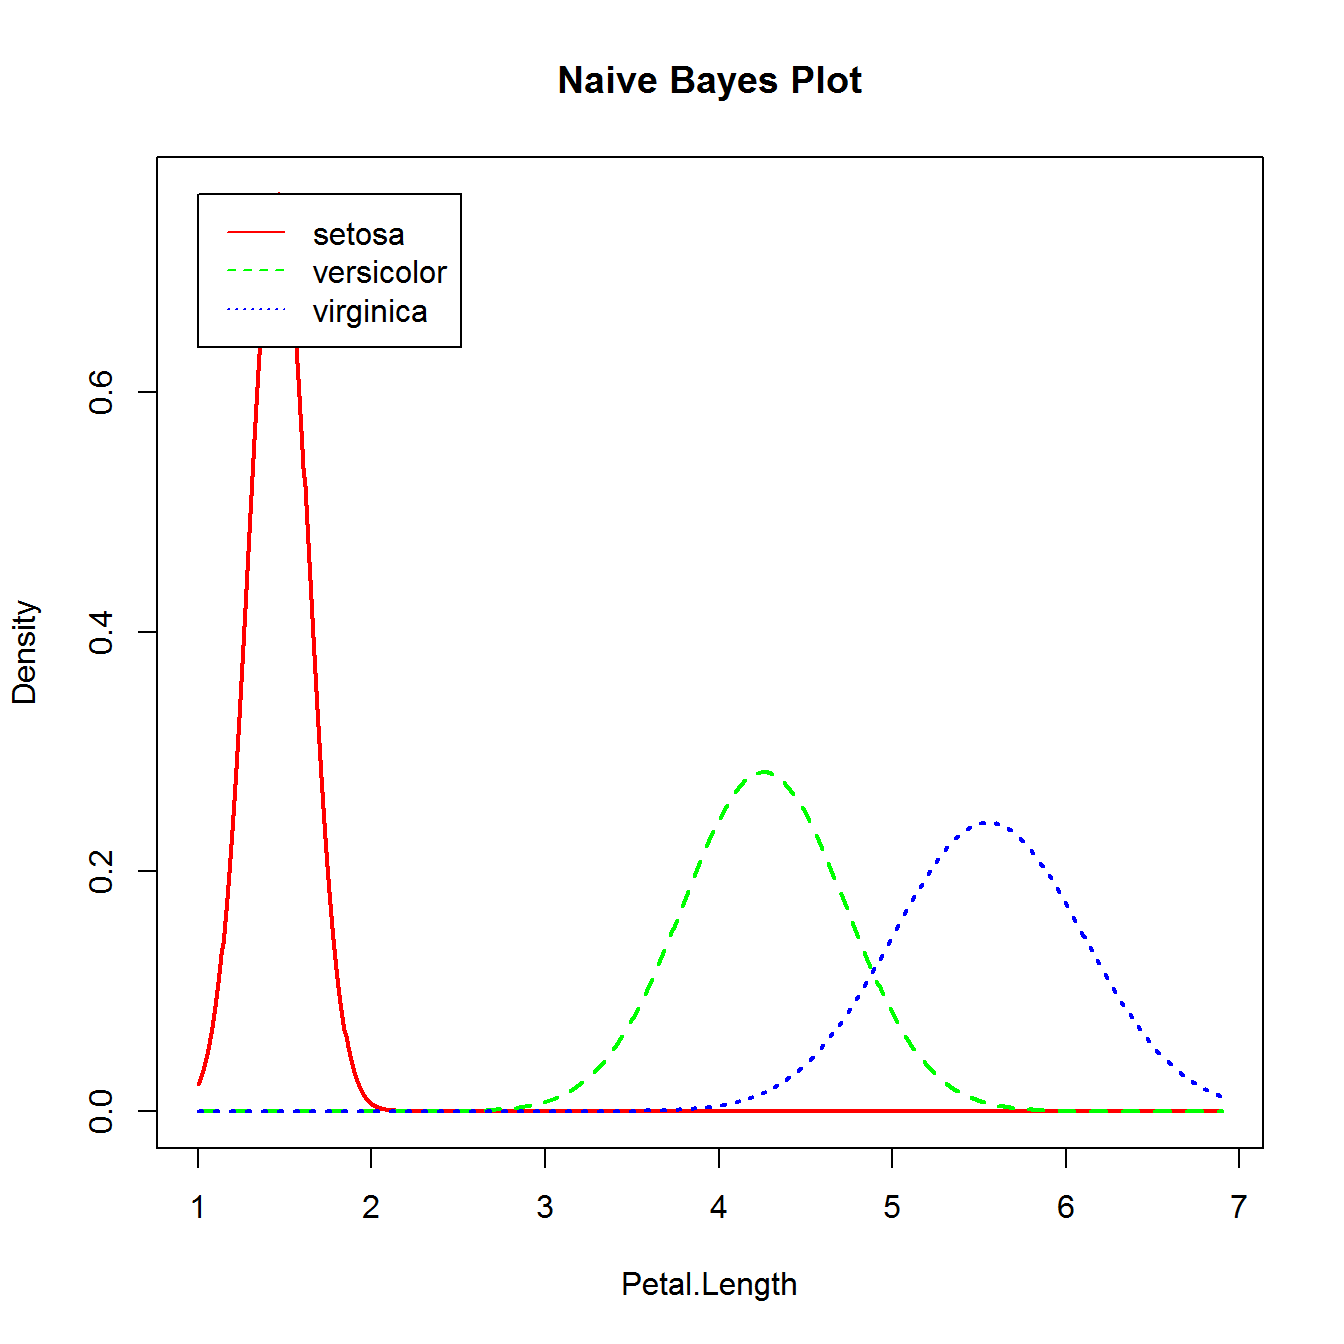 Naive Bayes Plot
setosa
versicolor
virginica
0.6
0.4
0.2
0.0
Density
1 2 3 4 5 6 7
Petal.Length